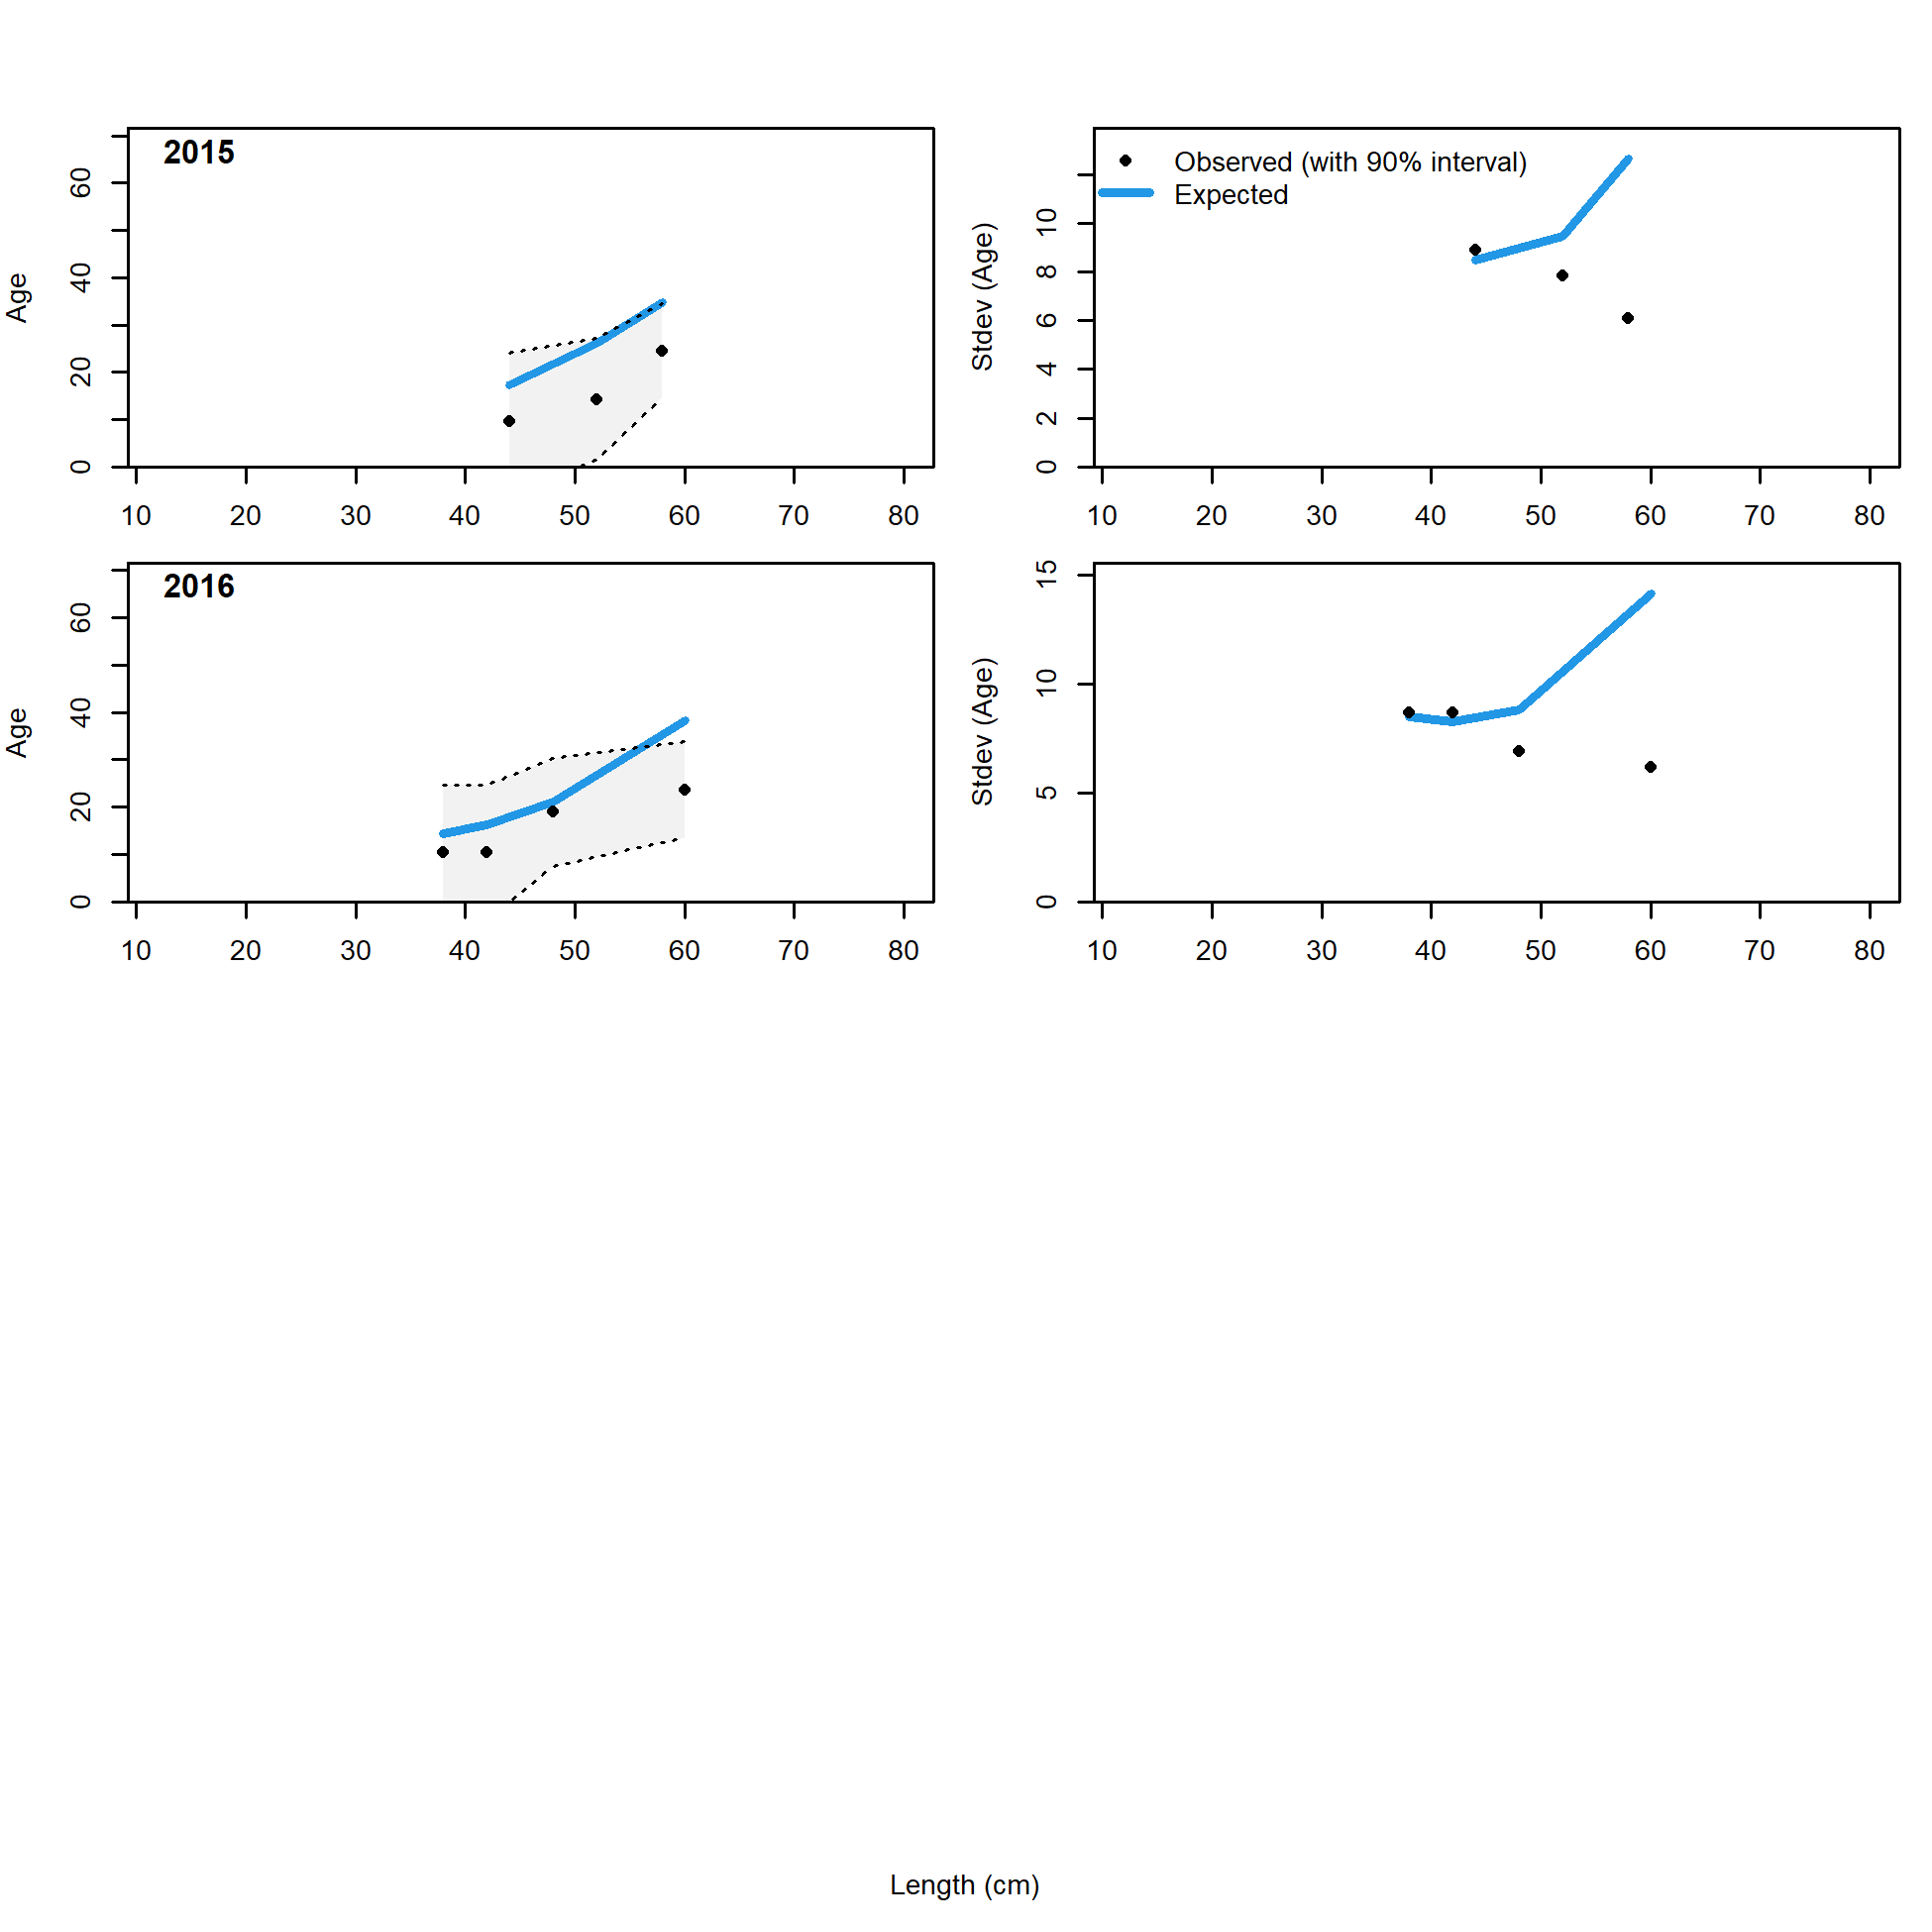 2015
Age
0 20 40 60
10 20 30 40 50 60 70 80
Observed (with 90% interval)
Expected
Stdev (Age)
0 2 4 6 8 10
10 20 30 40 50 60 70 80
2016
Age
0 20 40 60
10 20 30 40 50 60 70 80
Stdev (Age)
0 5 10 15
10 20 30 40 50 60 70 80
Length (cm)